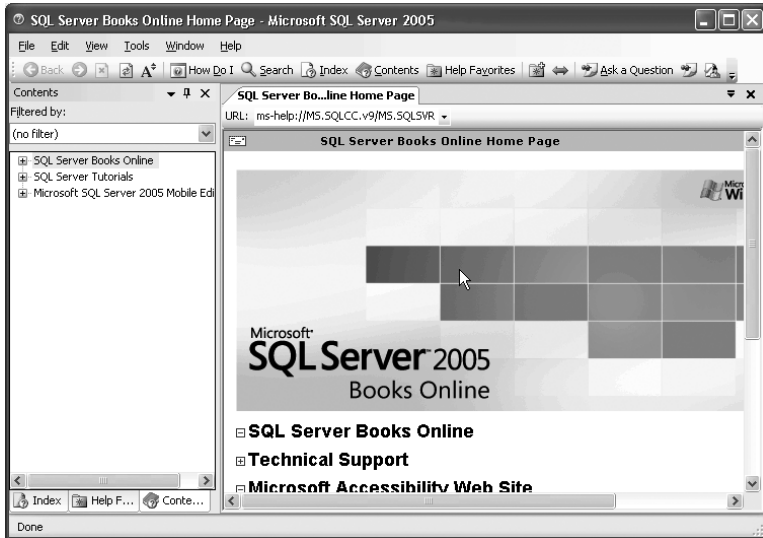 SQL Server Books Online Home Page - Microsoft SQL Server 2005
File Edit View Tools Window Help
Back How Do I Search Index Contents Help Favorites Ask a Question
Contents
Filtered by:
(no filter)
SQL Server Books Online
SQL Server Tutorials
Microsoft SQL Server 2005 Mobile Edi
Index Help F... Conte...
SQL Server Bo...line Home Page
URL: ms-help://MS.SQLCC.v9/MS.SQLSVR
SQL Server Books Online Home Page
Micro
Wi
Microsoft
SQL Server 2005
Books Online
SQL Server Books Online
Technical Support
Microsoft Accessibility Web Site
Done